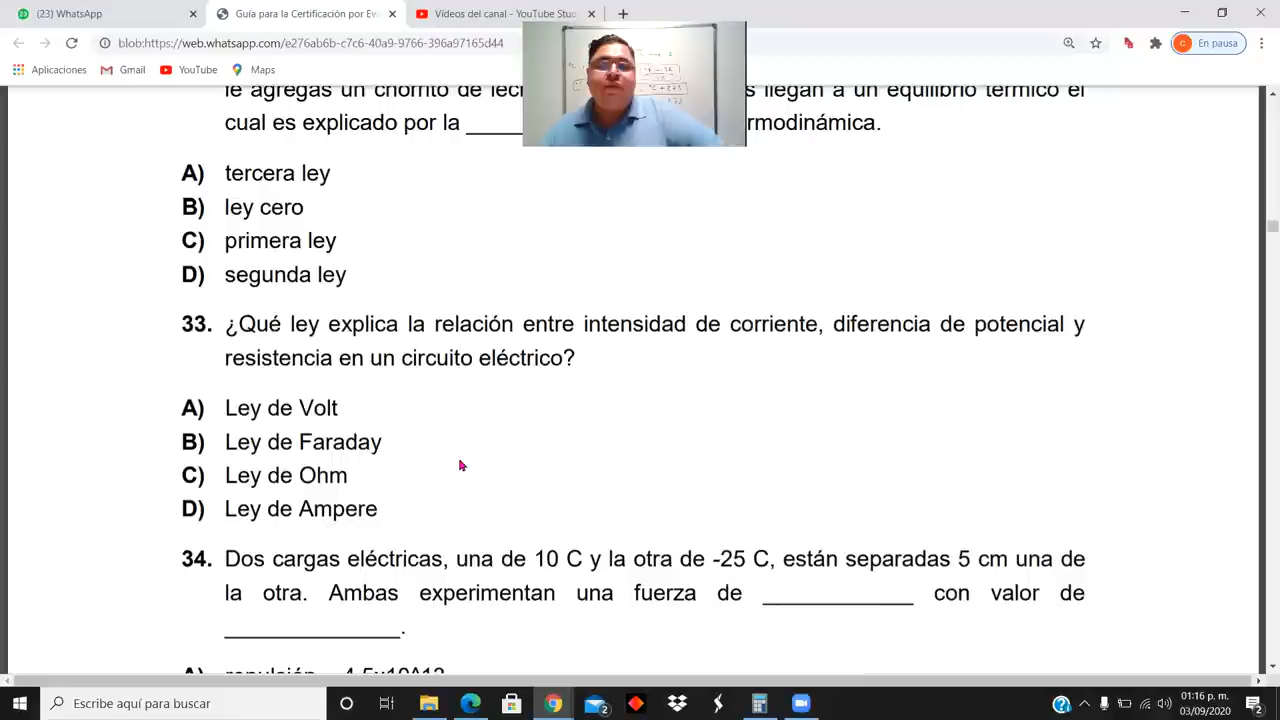 23 (23) WhatsApp
Guía para la Certificación por Ev
Vídeos del canal - YouTube Stu
blob:https://web.whatsapp.com/e276ab6b-e7c6-40a9-9766-396a97165d44
C En pausa
Aplicaciones Gmail YouTube Maps
le agregas un chorrito de s llegan a un equilibrio térmico el
cual es explicado por la
A) tercera ley
B) ley cero
C) primera ley
D) segunda ley
33. ¿Qué ley explica la relación entre intensidad de corriente, diferencia de potencial y
resistencia en un circuito eléctrico?
A) Ley de Volt
B) Ley de Faraday
C) Ley de Ohm
D) Ley de Ampere
34. Dos cargas eléctricas, una de 10 C y la otra de -25 C, están separadas 5 cm una de
la otra. Ambas experimentan una fuerza de ____________ con valor de
______________.
Escribe aquí para buscar
2
01:16 p. m.
03/09/2020
2